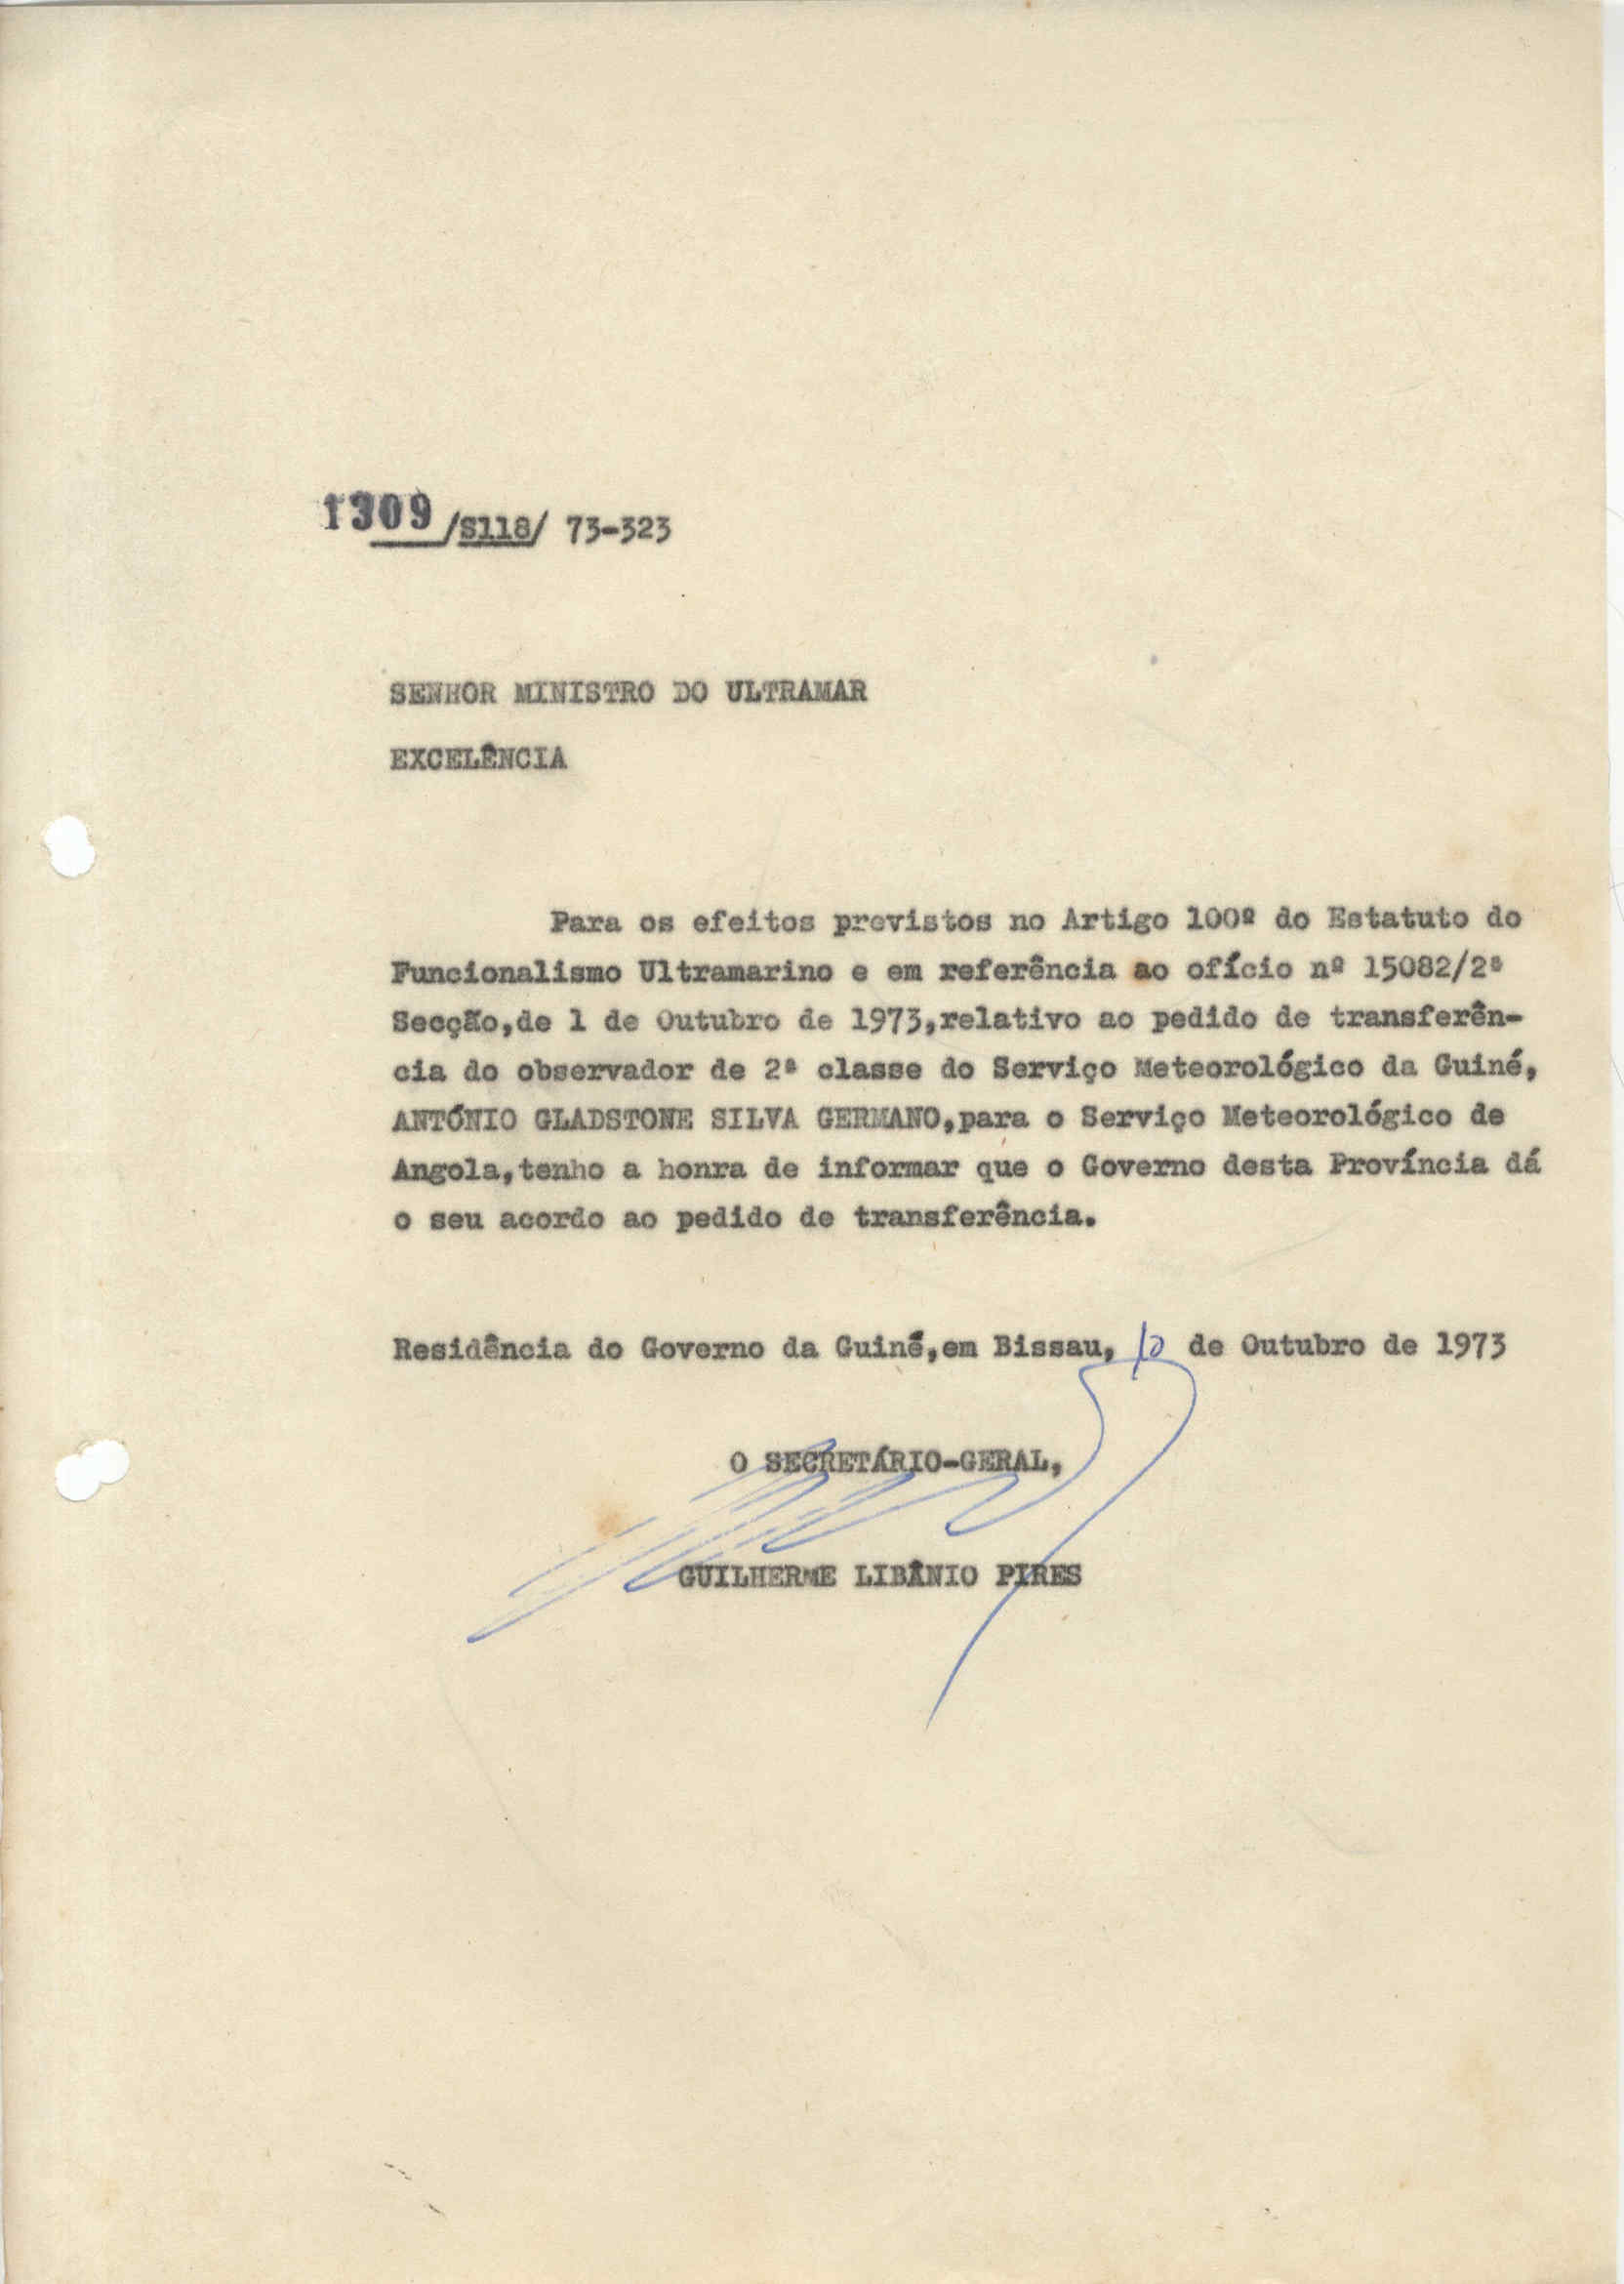 1309/S118/ 73-323
SENHOR MINISTRO DO ULTRAMAR
EXCELÊNCIA
Para os efeitos previstos no Artigo 100º do Estatuto do
Funcionalismo Ultramarino e em referência ao ofício nº 15082/2ª
Secção,de 1 de Outubro de 1973,relativo ao pedido de transferên-
cia do observador de 2ª classe do Serviço Meteorológico da Guiné,
ANTÓNIO GLADSTONE SILVA GERMANO,para o Serviço Meteorológico de
Angola,tenho a honra de informar que o Governo desta Província dá
o seu acordo ao pedido de transferência.
Residência do Governo da Guiné,em Bissau, 10 de Outubro de 1973
O SECRETÁRIO-GERAL,
GUILHERME LIBÂNIO PIRES